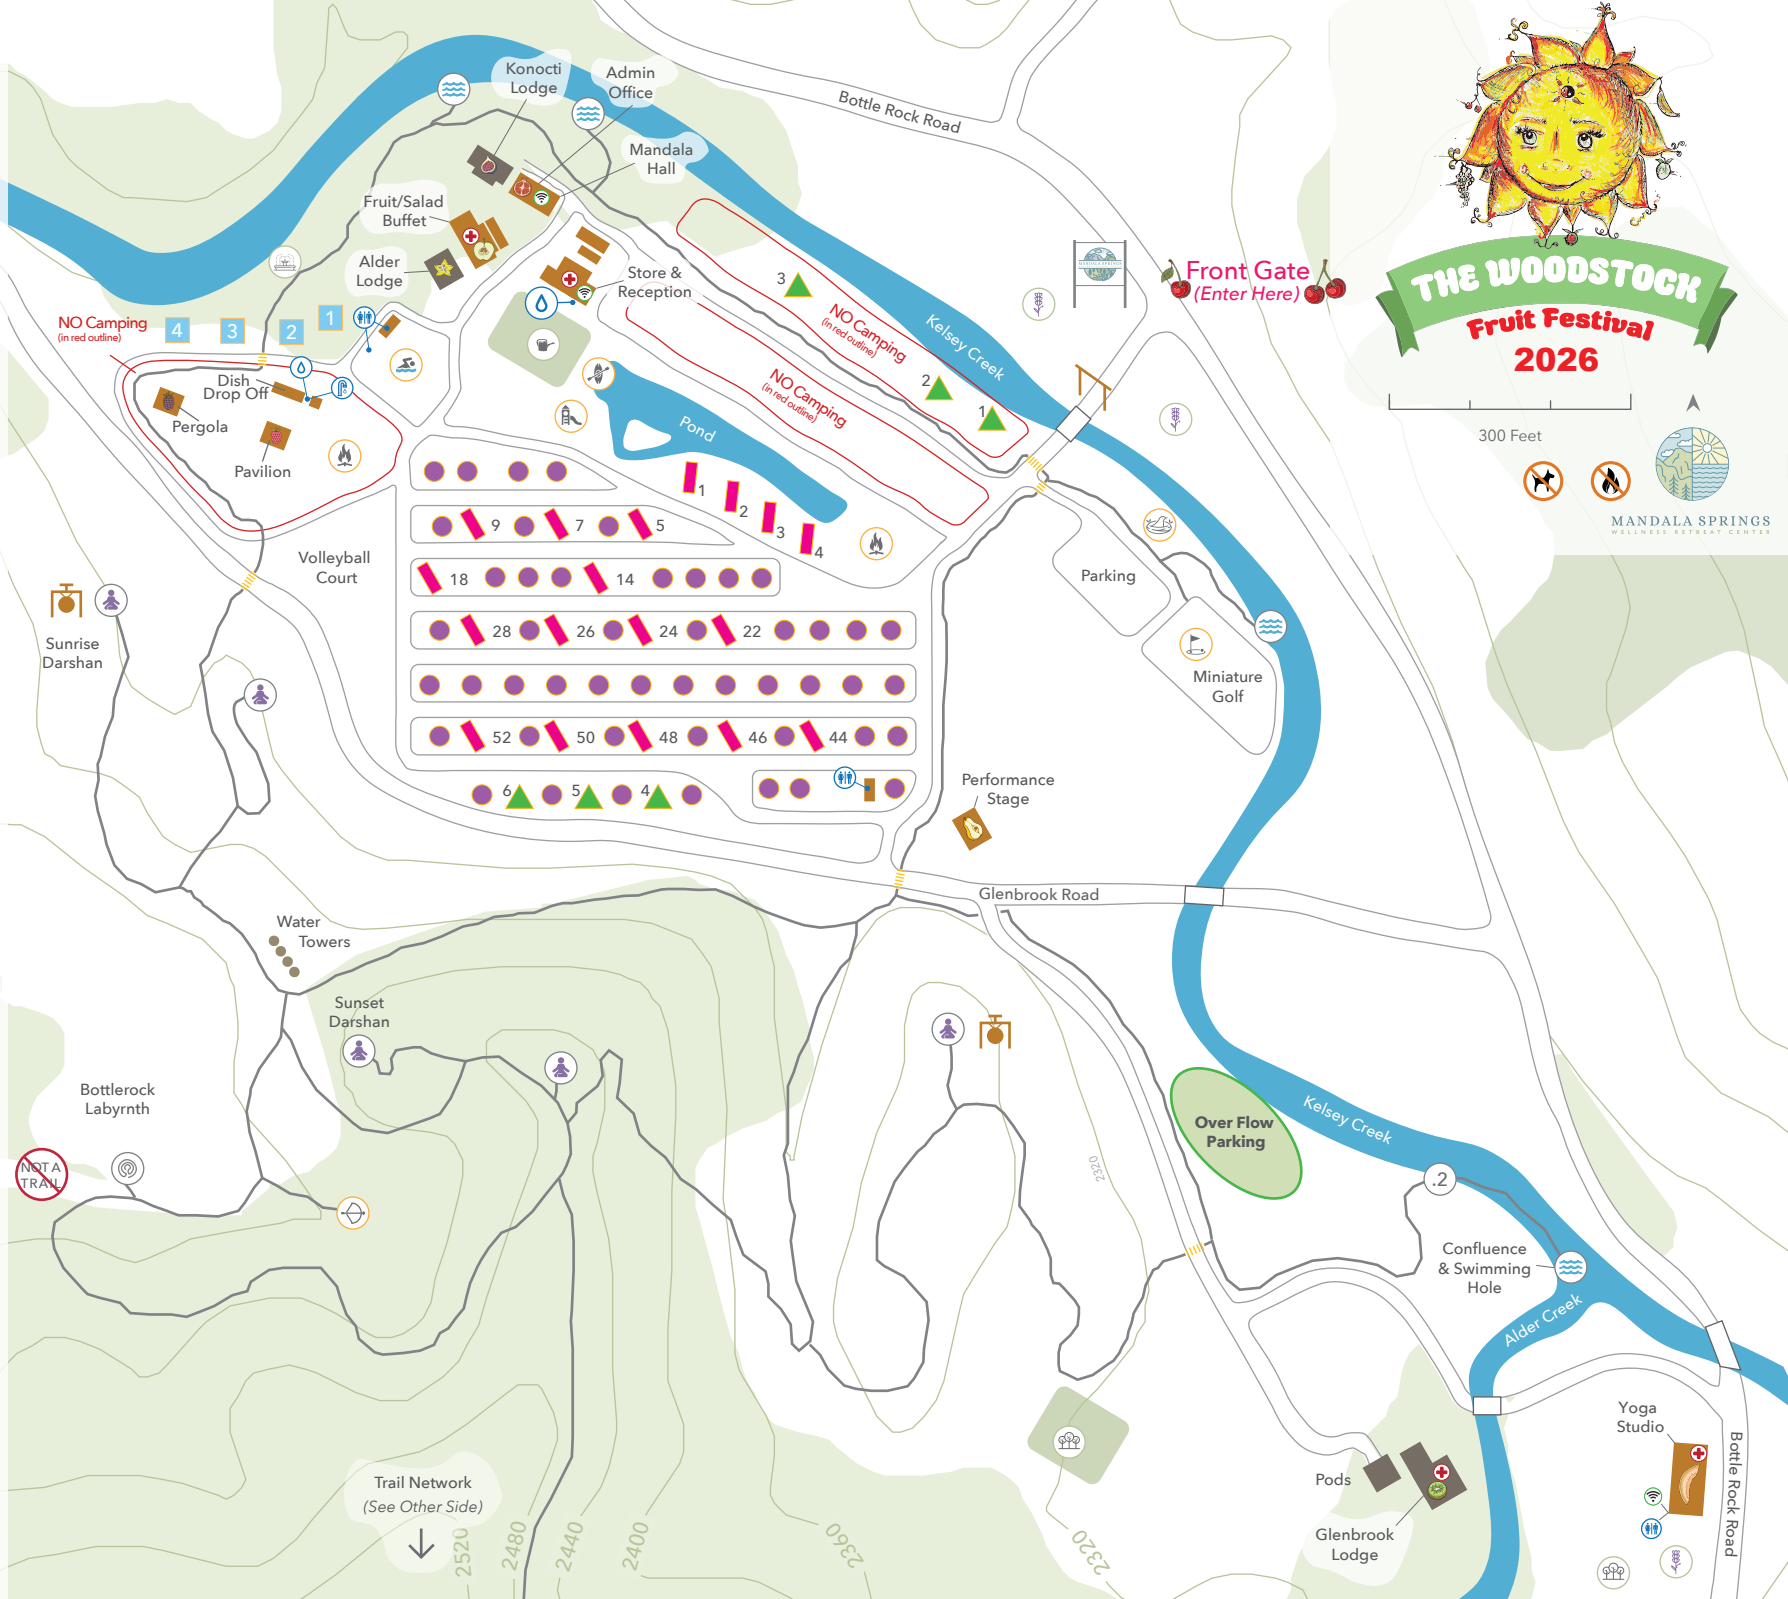 Konocti
Lodge
Admin
Office
Mandala
Hall
Bottle Rock Road
Fruit/Salad
Buffet
Alder
Lodge
Store &
Reception
MANDALA SPRINGS
Front Gate
(Enter Here)
THE WOODSTOCK
Fruit Festival
2026
300 Feet
MANDALA SPRINGS
WELLNESS RETREAT CENTER
NO Camping
(in red outline)
4
3
2
1
Dish
Drop Off
Pergola
Pavilion
3
NO Camping
(in red outline)
2
1
Kelsey Creek
NO Camping
(in red outline)
Pond
1
2
3
4
9
7
5
Volleyball
Court
18
14
28
26
24
22
52
50
48
46
44
6
5
4
Parking
Miniature
Golf
Sunrise
Darshan
Performance
Stage
Glenbrook Road
Water
Towers
Sunset
Darshan
Bottlerock
Labyrnth
NOT A
TRAIL
Over Flow
Parking
Kelsey Creek
2320
.2
Confluence
& Swimming
Hole
Alder Creek
Yoga
Studio
Bottle Rock Road
Pods
Glenbrook
Lodge
Trail Network
(See Other Side)
2520
2480
2440
2400
2360
2320